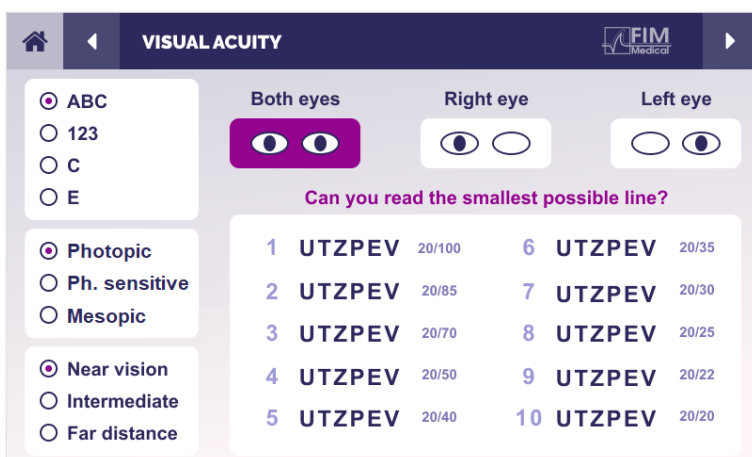 VISUAL ACUITY
FIM
Medical
ABC
123
C
E
Photopic
Ph. sensitive
Mesopic
Near vision
Intermediate
Far distance
Both eyes Right eye Left eye
Can you read the smallest possible line?
1 UTZPEV 20/100
2 UTZPEV 20/85
3 UTZPEV 20/70
4 UTZPEV 20/50
5 UTZPEV 20/40
6 UTZPEV 20/35
7 UTZPEV 20/30
8 UTZPEV 20/25
9 UTZPEV 20/22
10 UTZPEV 20/20